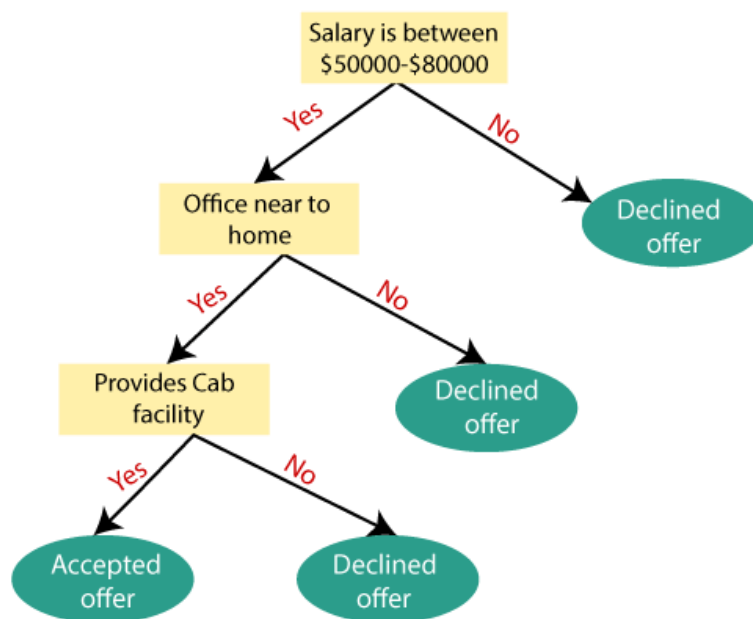 Salary is between
$50000-$80000
Yes
No
Office near to
home
Declined
offer
Yes
No
Provides Cab
facility
Declined
offer
Yes
No
Accepted
offer
Declined
offer